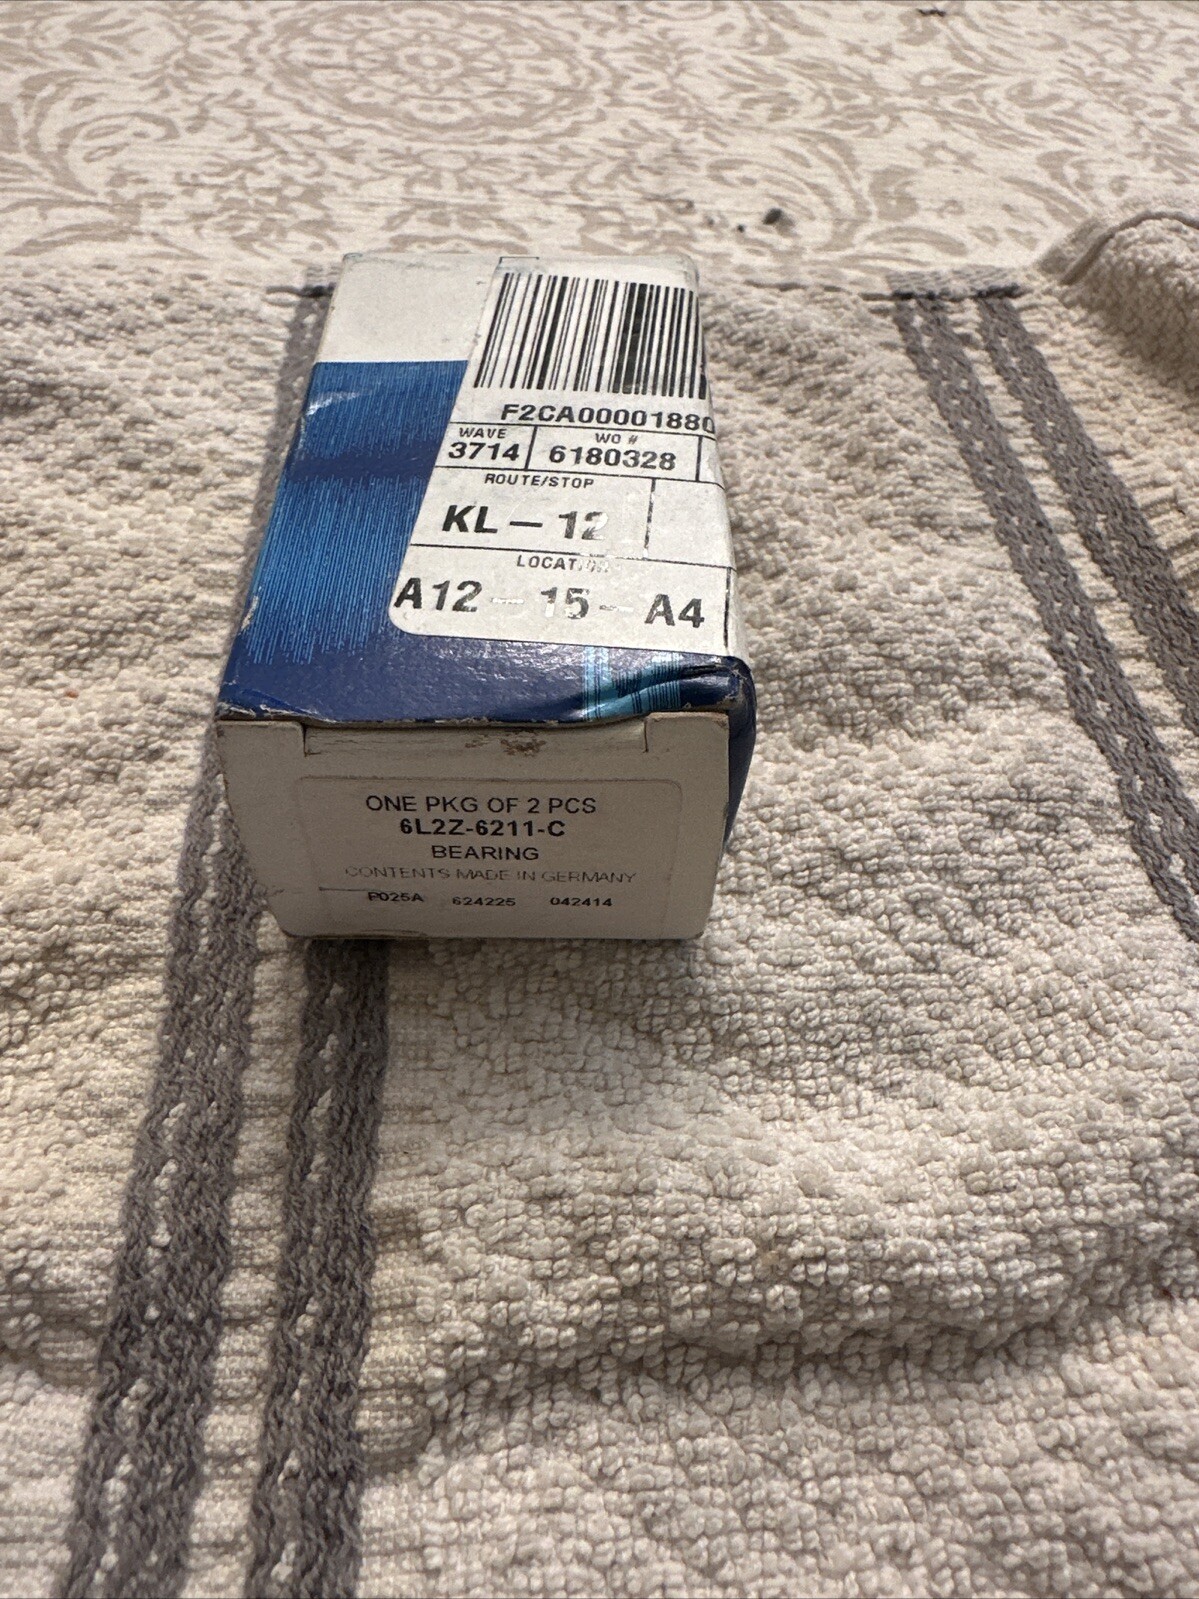 F2CA00001880
WAVE WO #
3714 6180328
ROUTE/STOP
KL - 12
LOCATION
A12 - 15 - A4
ONE PKG OF 2 PCS
6L2Z-6211-C
BEARING
CONTENTS MADE IN GERMANY
P025A 624225 042414